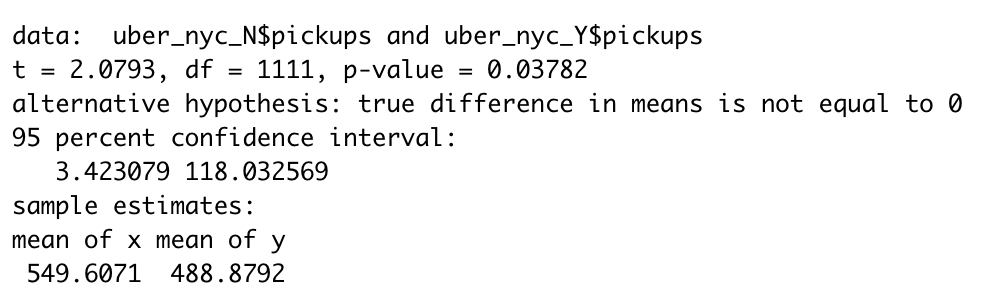 data:  uber_nyc_N$pickups and uber_nyc_Y$pickups
t = 2.0793, df = 1111, p-value = 0.03782
alternative hypothesis: true difference in means is not equal to 0
95 percent confidence interval:
   3.423079 118.032569
sample estimates:
mean of x mean of y
 549.6071  488.8792